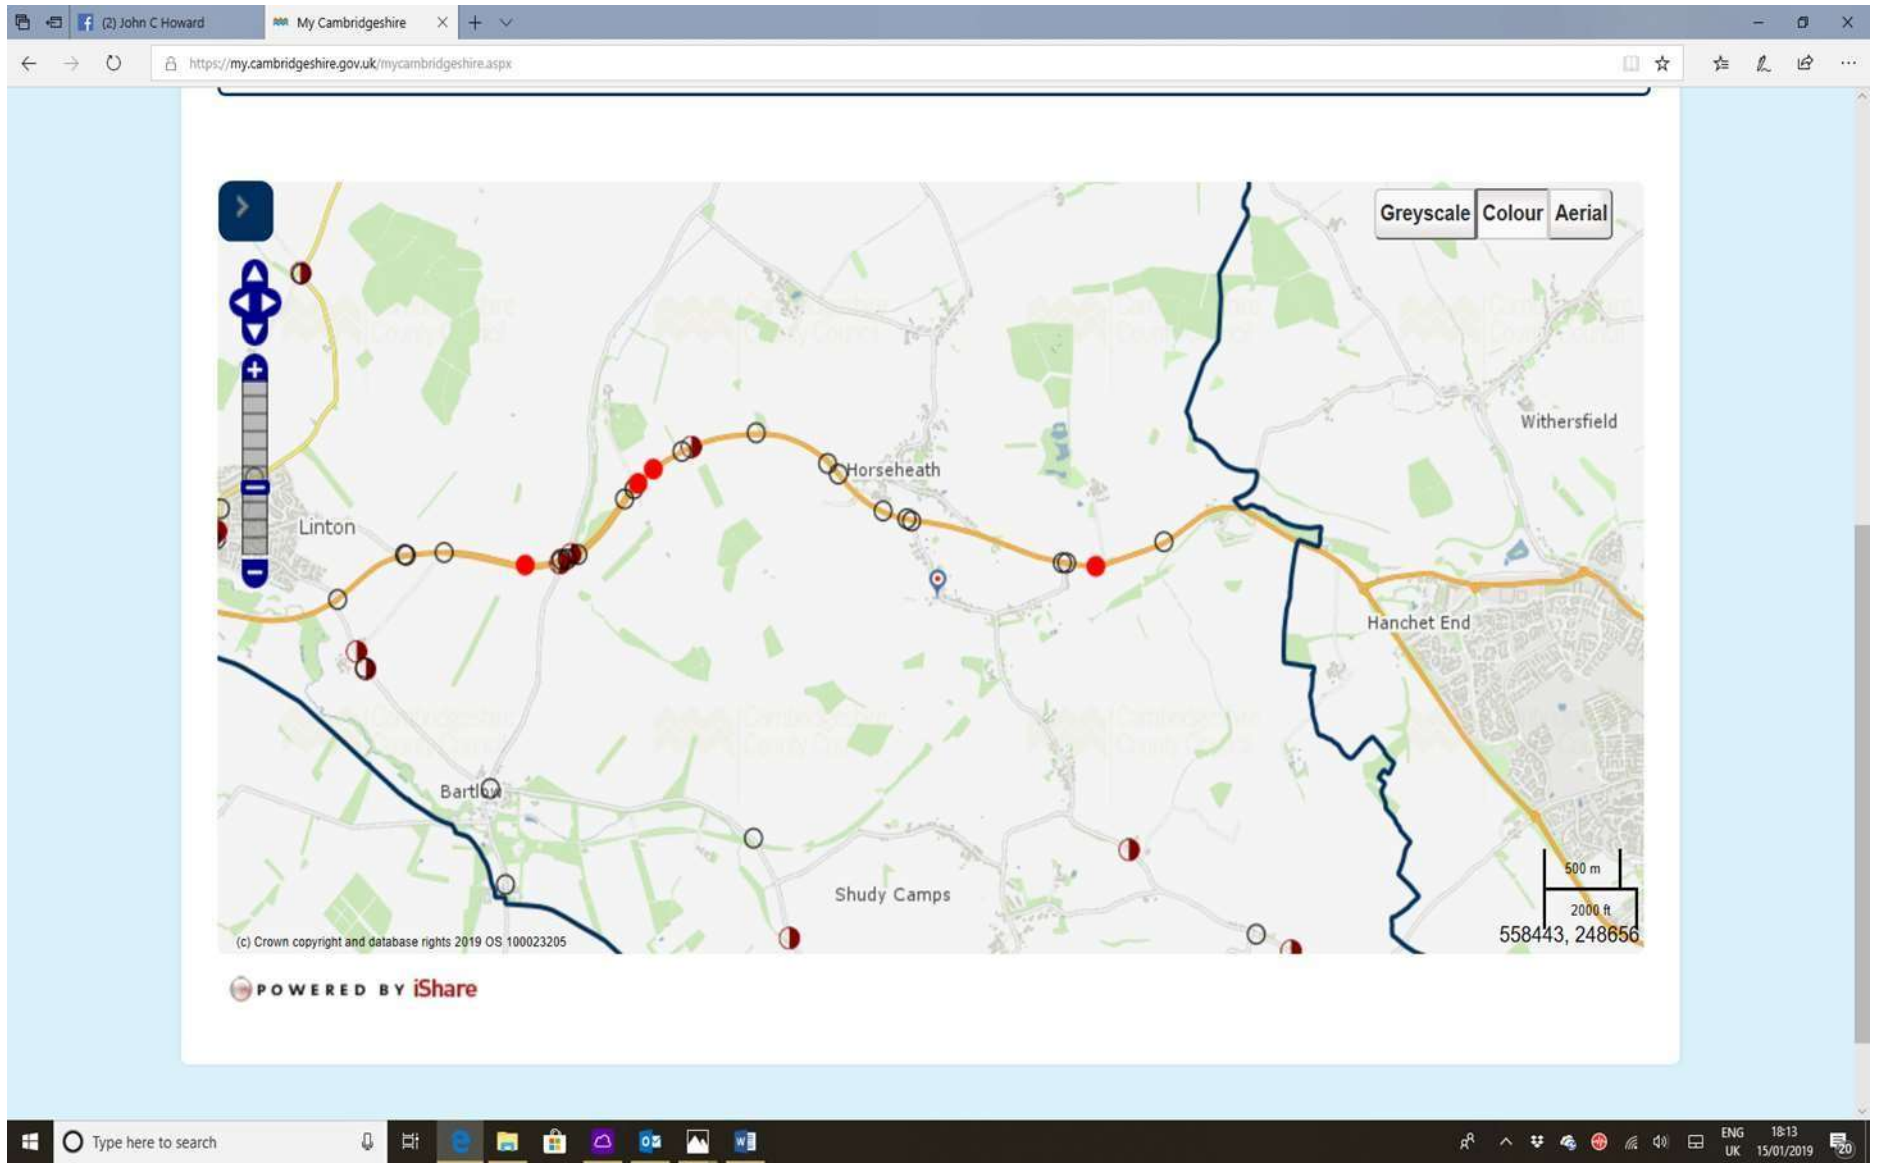 (2) John C Howard
My Cambridgeshire
https://my.cambridgeshire.gov.uk/mycambridgeshire.aspx
Greyscale Colour Aerial
Withersfield
Horseheath
Linton
Hanchet End
Bartlow
Shudy Camps
500 m
2000 ft
558443, 248656
(c) Crown copyright and database rights 2019 OS 100023205
POWERED BY iShare
Type here to search
ENG
UK
18:13
15/01/2019
20